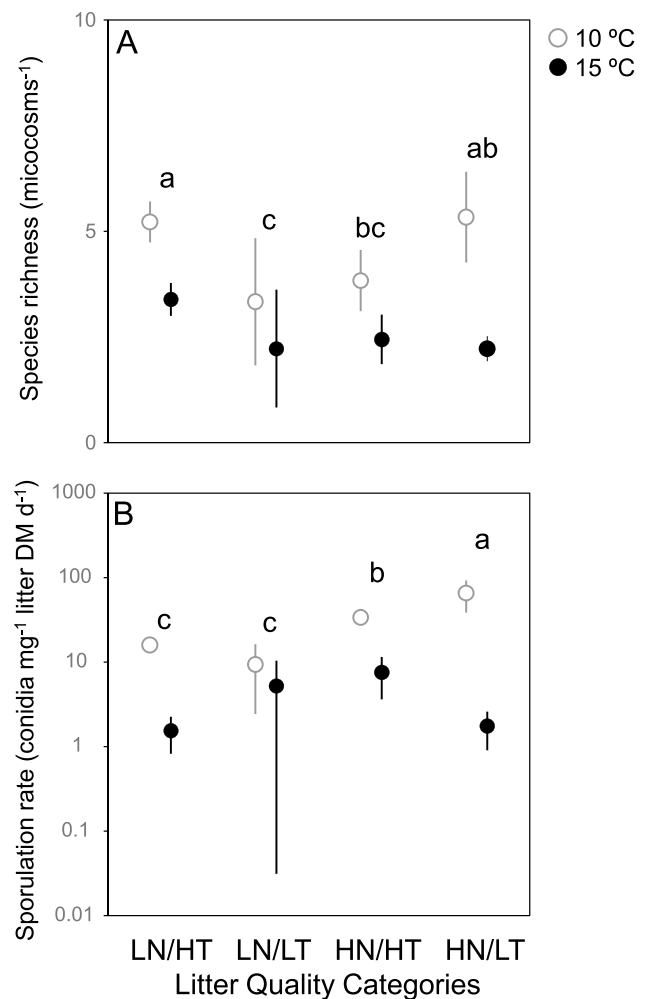 10
A
10 ºC
15 ºC
ab
a
c
bc
5
0
Species richness (micocosms-1)
1000
B
a
100
b
c
c
10
1
0.1
0.01
Sporulation rate (conidia mg-1 litter DM d-1)
LN/HT LN/LT HN/HT HN/LT
Litter Quality Categories